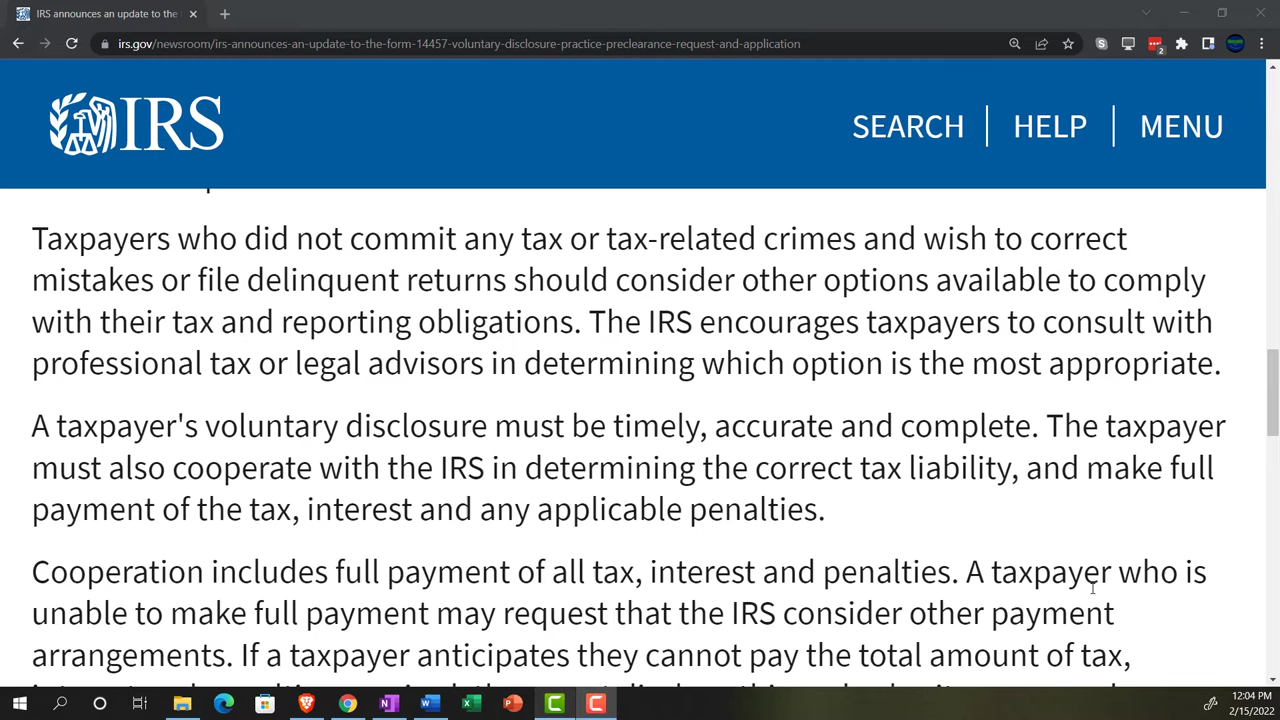 IRS announces an update to the
irs.gov/newsroom/irs-announces-an-update-to-the-form-14457-voluntary-disclosure-practice-preclearance-request-and-application
2
IRS
SEARCH
HELP
MENU
Taxpayers who did not commit any tax or tax-related crimes and wish to correct
mistakes or file delinquent returns should consider other options available to comply
with their tax and reporting obligations. The IRS encourages taxpayers to consult with
professional tax or legal advisors in determining which option is the most appropriate.
A taxpayer's voluntary disclosure must be timely, accurate and complete. The taxpayer
must also cooperate with the IRS in determining the correct tax liability, and make full
payment of the tax, interest and any applicable penalties.
Cooperation includes full payment of all tax, interest and penalties. A taxpayer who is
unable to make full payment may request that the IRS consider other payment
arrangements. If a taxpayer anticipates they cannot pay the total amount of tax,
12:04 PM
2/15/2022